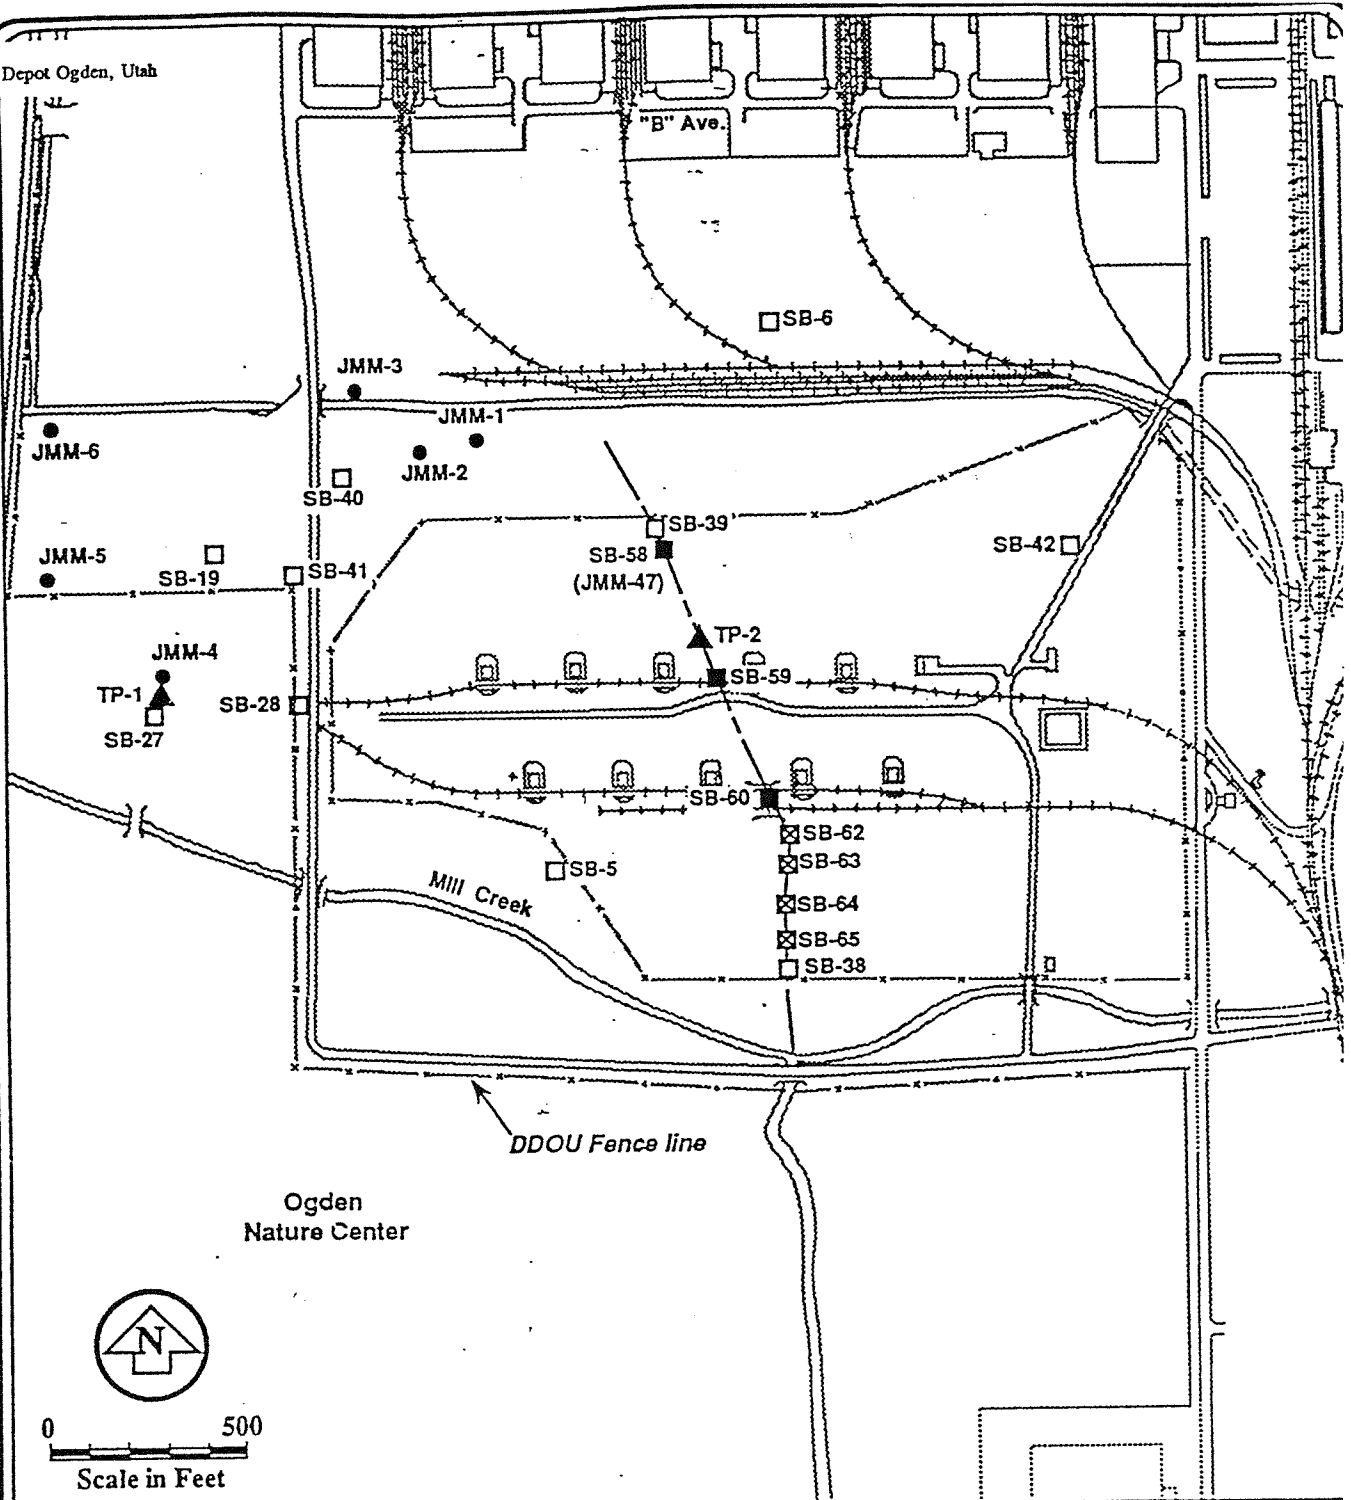 Depot Ogden, Utah
"B" Ave.
SB-6
JMM-3
JMM-1
JMM-6
JMM-2
SB-40
SB-39
SB-42
SB-58
(JMM-47)
JMM-5
SB-19
SB-41
TP-2
JMM-4
SB-59
TP-1
SB-28
SB-27
SB-60
SB-62
SB-63
SB-5
Mill Creek
SB-64
SB-65
SB-38
DDOU Fence line
Ogden
Nature Center
N
0 500
Scale in Feet